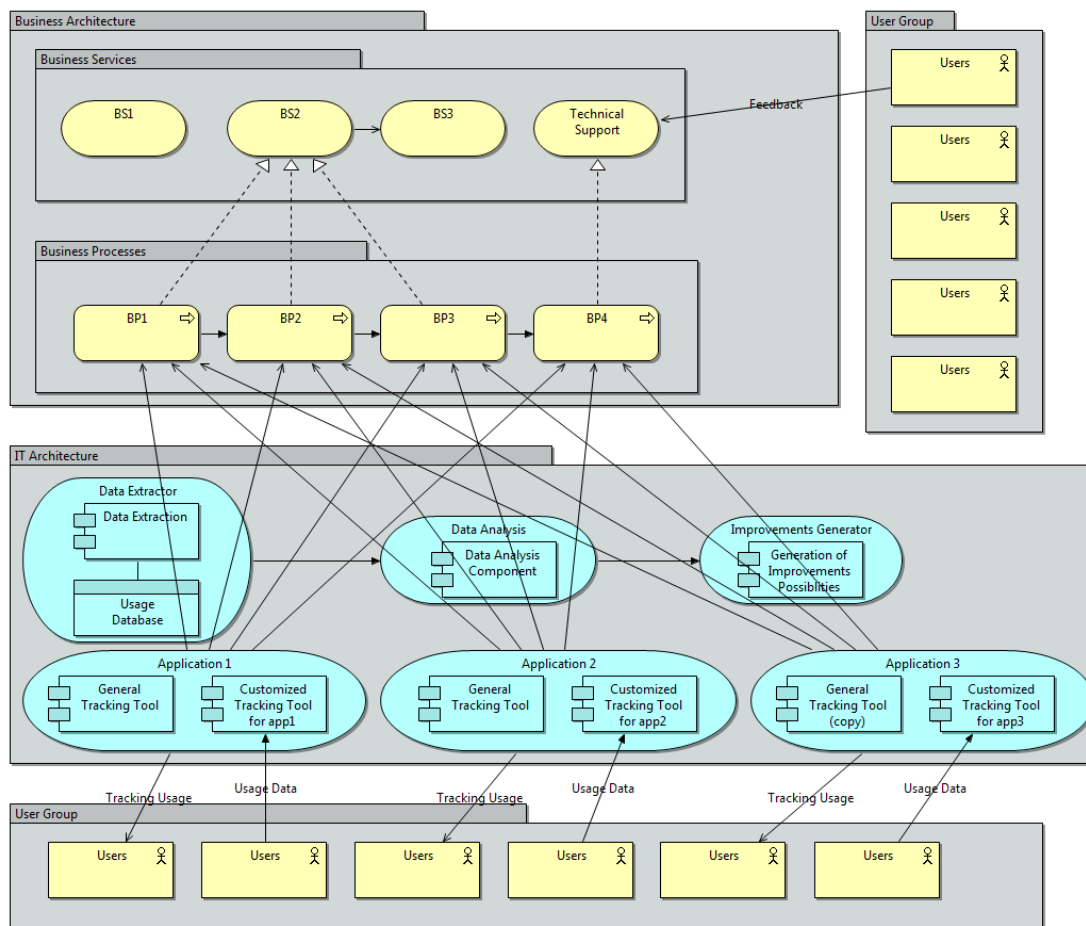 Business Architecture
User Group
Business Services
Users
BS1
BS2
BS3
Technical
Support
Feedback
Users
Users
Business Processes
Users
BP1
BP2
BP3
BP4
Users
IT Architecture
Data Extractor
Data Extraction
Usage
Database
Data Analysis
Data Analysis
Component
Improvements Generator
Generation of
Improvements
Possiblities
Application 1
General
Tracking Tool
Customized
Tracking Tool
for app1
Application 2
General
Tracking Tool
Customized
Tracking Tool
for app2
Application 3
General
Tracking Tool
(copy)
Customized
Tracking Tool
for app3
Tracking Usage
Usage Data
Tracking Usage
Usage Data
Tracking Usage
Usage Data
User Group
Users
Users
Users
Users
Users
Users